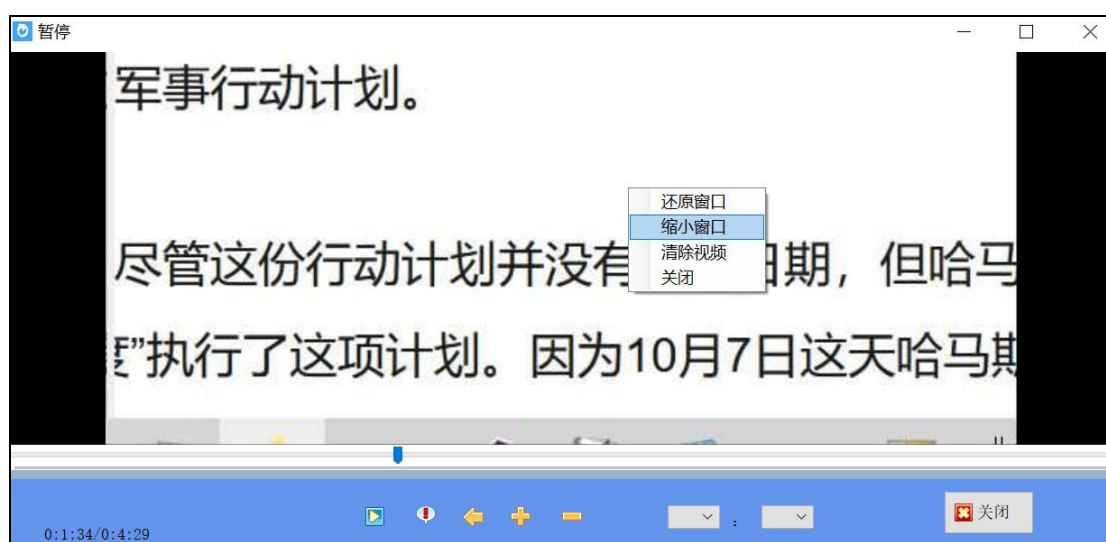 暂停
军事行动计划。
还原窗口
缩小窗口
清除视频
关闭
尽管这份行动计划并没有 日期，但哈马
度”执行了这项计划。因为10月7日这天哈马斯
:
关闭
0:1:34/0:4:29